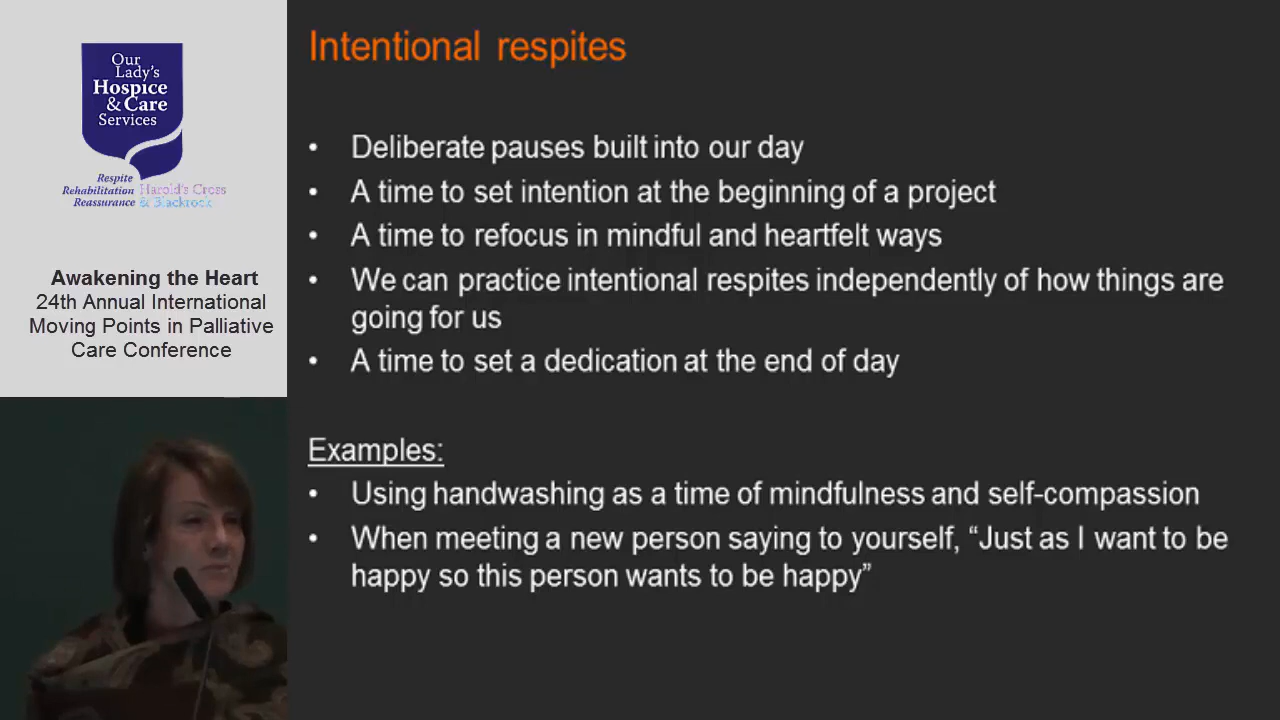 Our
Lady's
Hospice
& Care
Services
Respite
Rehabilitation Harold's Cross
Reassurance & Blackrock
Awakening the Heart
24th Annual International
Moving Points in Palliative
Care Conference
Intentional respites
• Deliberate pauses built into our day
• A time to set intention at the beginning of a project
• A time to refocus in mindful and heartfelt ways
• We can practice intentional respites independently of how things are
going for us
• A time to set a dedication at the end of day
Examples:
• Using handwashing as a time of mindfulness and self-compassion
• When meeting a new person saying to yourself, “Just as I want to be
happy so this person wants to be happy”